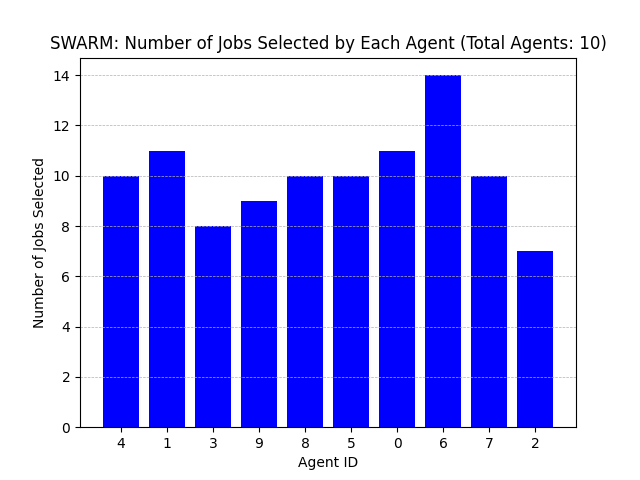 SWARM: Number of Jobs Selected by Each Agent (Total Agents: 10)
14
12
10
8
6
4
2
0
Number of Jobs Selected
4 1 3 9 8 5 0 6 7 2
Agent ID